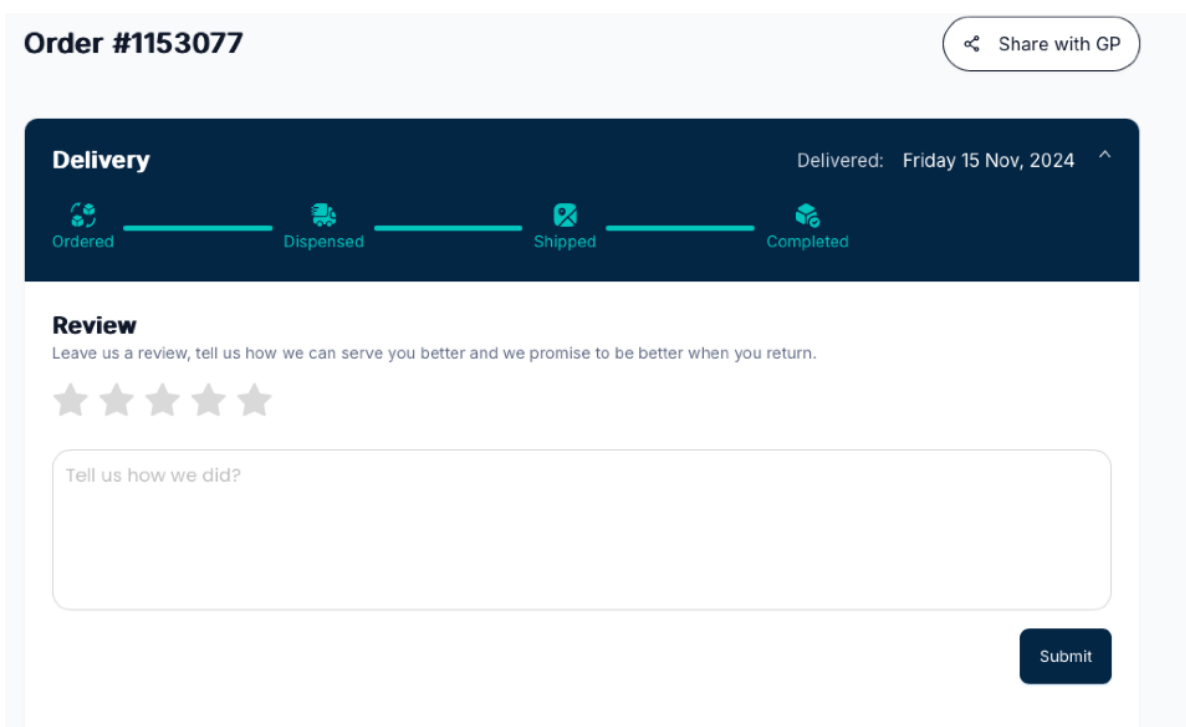 Order #1153077
Share with GP
Delivery
Delivered: Friday 15 Nov, 2024
Ordered Dispensed Shipped Completed
Review
Leave us a review, tell us how we can serve you better and we promise to be better when you return.
Tell us how we did?
Submit